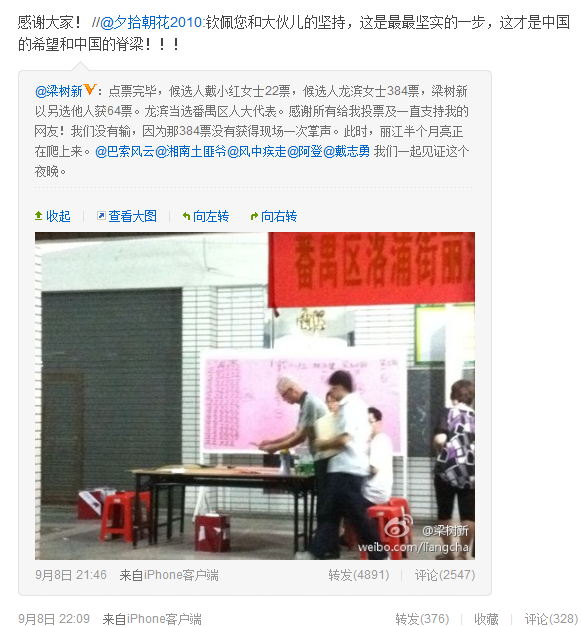 感谢大家！ //@夕拾朝花2010:钦佩您和大伙儿的坚持，这是最最坚实的一步，这才是中国
的希望和中国的脊梁！！！
@梁树新V：点票完毕，候选人戴小红女士22票，候选人龙滨女士384票，梁树新
以另选他人获64票。龙滨当选番禺区人大代表。感谢所有给我投票及一直支持我的
网友！我们没有输，因为那384票没有获得现场一次掌声。此时，丽江半个月亮正
在爬上来。@巴索风云@湘南土匪爷@风中疾走@阿登@戴志勇 我们一起见证这个
夜晚。
收起 | 查看大图 | 向左转 向右转
番禺区洛浦街丽
@梁树新
weibo.com/liangcha
9月8日 21:46 来自iPhone客户端 转发(4891) | 评论(2547)
9月8日 22:09 来自iPhone客户端 转发(376) | 收藏 | 评论(328)